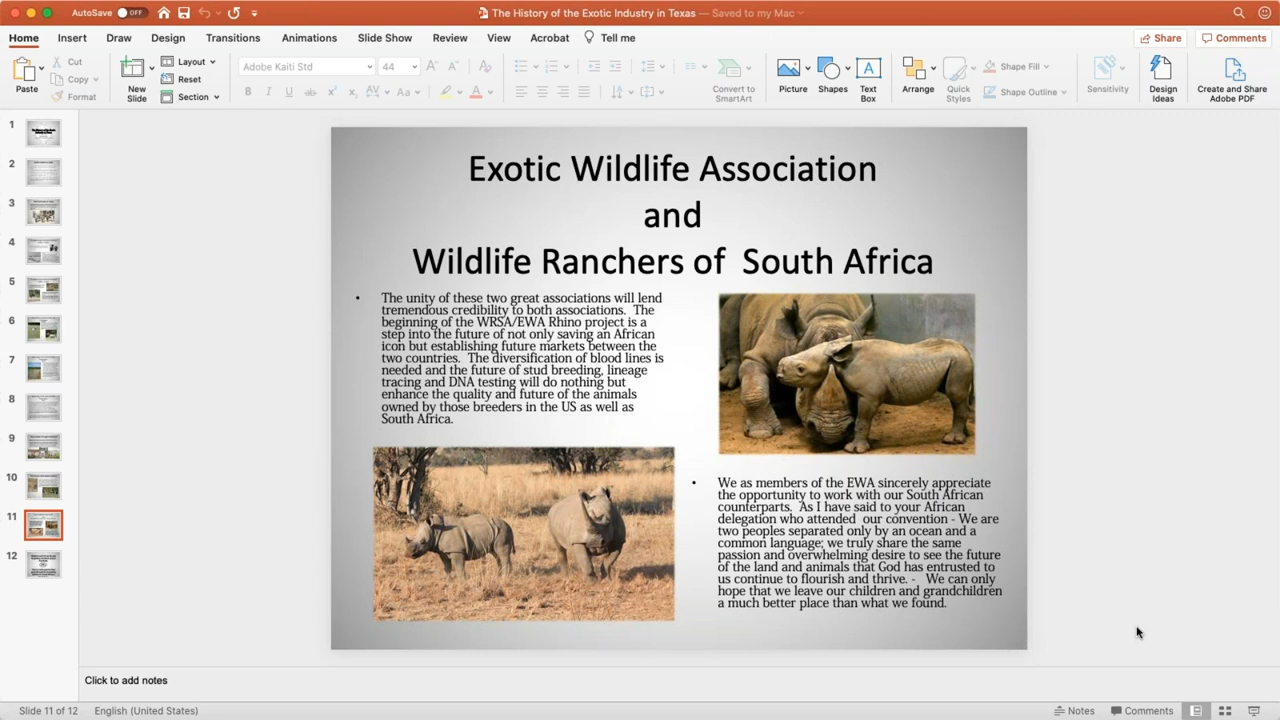 AutoSave OFF
The History of the Exotic Industry in Texas — Saved to my Mac
Home Insert Draw Design Transitions Animations Slide Show Review View Acrobat Tell me
Share Comments
Paste
Cut
Copy
Format
New
Slide
Layout
Reset
Section
Adobe Kaiti Std 44
Convert to
SmartArt
Picture
Shapes
Text
Box
Arrange
Quick
Styles
Shape Fill
Shape Outline
Sensitivity
Design
Ideas
Create and Share
Adobe PDF
1
2
3
4
5
6
7
8
9
10
11
12
Exotic Wildlife Association
and
Wildlife Ranchers of South Africa
• The unity of these two great associations will lend
tremendous credibility to both associations. The
beginning of the WRSA/EWA Rhino project is a
step into the future of not only saving an African
icon but establishing future markets between the
two countries. The diversification of blood lines is
needed and the future of stud breeding, lineage
tracing and DNA testing will do nothing but
enhance the quality and future of the animals
owned by those breeders in the US as well as
South Africa.
• We as members of the EWA sincerely appreciate
the opportunity to work with our South African
counterparts. As I have said to your African
delegation who attended our convention - We are
two peoples separated only by an ocean and a
common language; we truly share the same
passion and overwhelming desire to see the future
of the land and animals that God has entrusted to
us continue to flourish and thrive. - We can only
hope that we leave our children and grandchildren
a much better place than what we found.
Click to add notes
Slide 11 of 12 English (United States)
Notes Comments